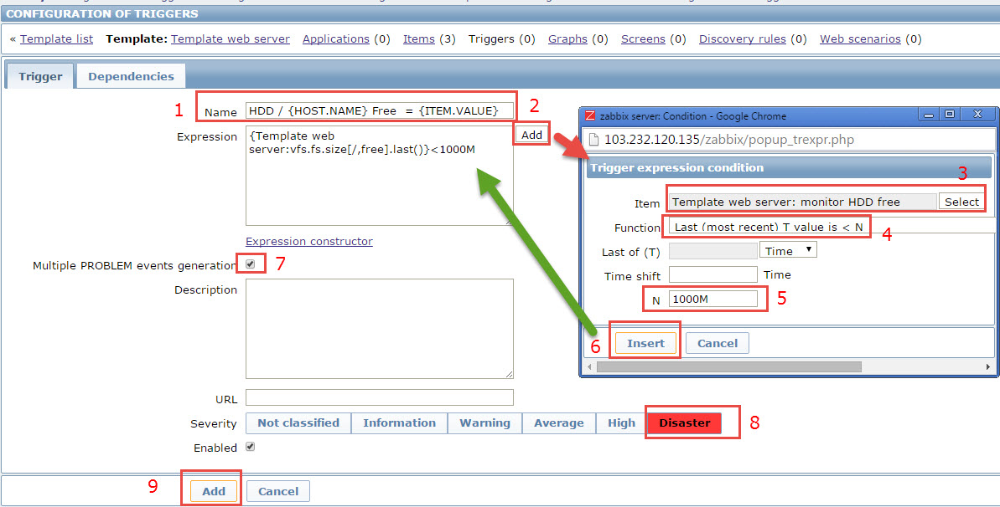 CONFIGURATION OF TRIGGERS
« Template list Template: Template web server Applications (0) Items (3) Triggers (0) Graphs (0) Screens (0) Discovery rules (0) Web scenarios (0)
Trigger Dependencies
1 Name HDD / {HOST.NAME} Free = {ITEM.VALUE} 2
Expression {Template web
server:vfs.fs.size[/,free].last()}<1000M
Add
Expression constructor
Multiple PROBLEM events generation 7
Description
URL
Severity Not classified Information Warning Average High Disaster 8
Enabled
9 Add Cancel
zabbix server: Condition - Google Chrome
103.232.120.135/zabbix/popup_trexpr.php
Trigger expression condition
3
Item Template web server: monitor HDD free Select
Function Last (most recent) T value is < N 4
Last of (T) Time
Time shift Time
N 1000M 5
6 Insert Cancel